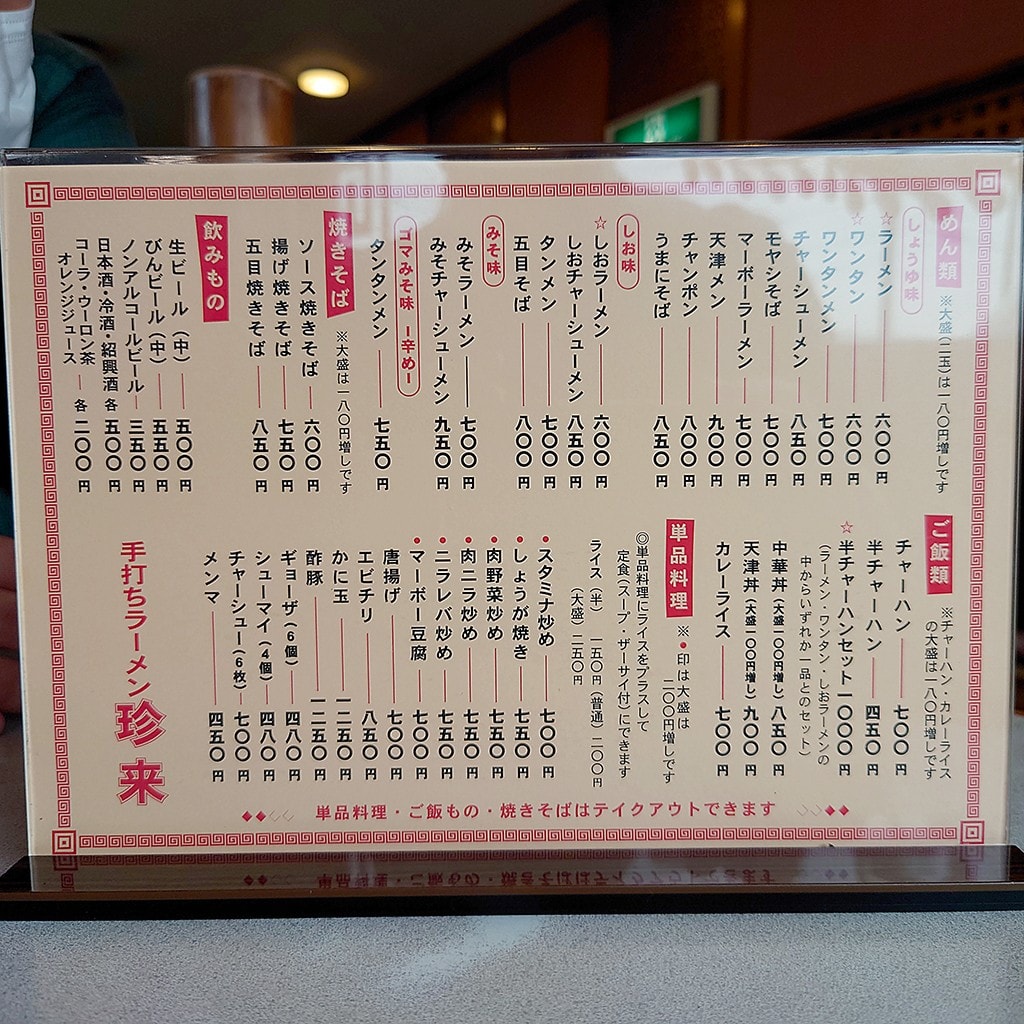 めん類 ※大盛(二玉)は一八〇円増しです
しょうゆ味
☆ラーメン 六〇〇円
☆ワンタン 六〇〇円
ワンタンメン 七〇〇円
チャーシューメン 八五〇円
モヤシそば 七〇〇円
マーボーラーメン 七〇〇円
天津メン 九〇〇円
チャンポン 八〇〇円
うまにそば 八五〇円
しお味
☆しおラーメン 六〇〇円
しおチャーシューメン 八五〇円
タンメン 七〇〇円
五目そば 八〇〇円
みそ味
みそラーメン 七〇〇円
みそチャーシューメン 九五〇円
ゴマみそ味 ー辛めー
タンタンメン 七五〇円
焼きそば ※大盛は一八〇円増しです
ソース焼きそば 六〇〇円
揚げ焼きそば 七五〇円
五目焼きそば 八五〇円
飲みもの
生ビール(中) 五〇〇円
びんビール(中) 五五〇円
ノンアルコールビール 三五〇円
日本酒・冷酒・紹興酒 各 五〇〇円
コーラ・ウーロン茶 各 二〇〇円
オレンジジュース
ご飯類 ※チャーハン・カレーライス
の大盛は一八〇円増しです
チャーハン 七〇〇円
半チャーハン 四五〇円
☆半チャーハンセット 一〇〇〇円
(ラーメン・ワンタン・しおラーメンの
中からいずれか一品とのセット)
中華丼(大盛一〇〇円増し) 八五〇円
天津丼(大盛一〇〇円増し) 九〇〇円
カレーライス 七〇〇円
単品料理 ※●印は大盛は
二〇〇円増しです
◎単品料理にライスをプラスして
定食(スープ・ザーサイ付)にできます
ライス(半) 一五〇円(普通)二〇〇円
(大盛)二五〇円
●スタミナ炒め 七〇〇円
●しょうが焼き 七五〇円
●肉野菜炒め 七五〇円
●肉ニラ炒め 七五〇円
●ニラレバ炒め 七五〇円
●マーボー豆腐 七〇〇円
唐揚げ 七〇〇円
エビチリ 八五〇円
かに玉 一二五〇円
酢豚 一二五〇円
ギョーザ(6個) 四八〇円
シューマイ(4個) 四八〇円
チャーシュー(6枚) 七〇〇円
メンマ 四五〇円
手打ちラーメン 珍来
単品料理・ご飯もの・焼きそばはテイクアウトできます